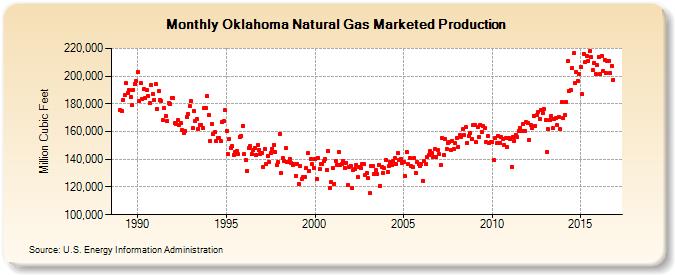 Monthly Oklahoma Natural Gas Marketed Production
Million Cubic Feet
220,000
200,000
180,000
160,000
140,000
120,000
100,000
1990 1995 2000 2005 2010 2015
Source: U.S. Energy Information Administration